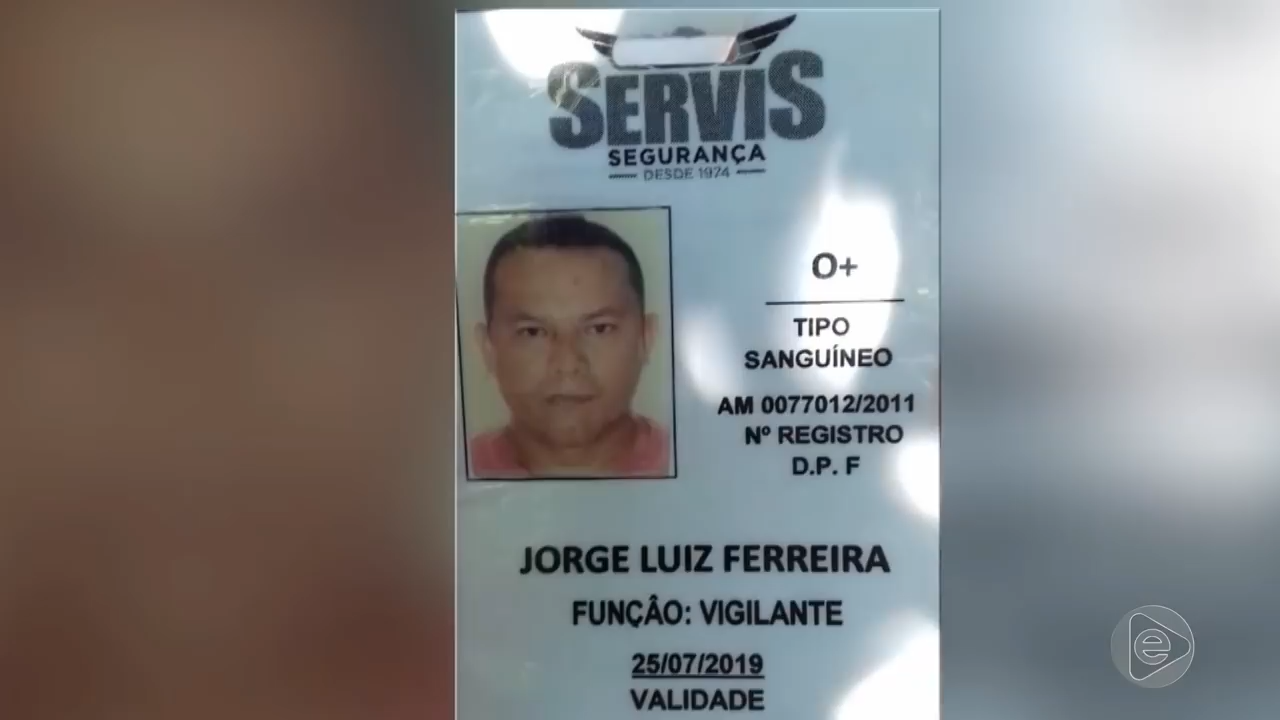 SERVIS
SEGURANÇA
DESDE 1974
O+
TIPO
SANGUÍNEO
AM 0077012/2011
Nº REGISTRO
D.P. F
JORGE LUIZ FERREIRA
FUNÇÂO: VIGILANTE
25/07/2019
VALIDADE
e